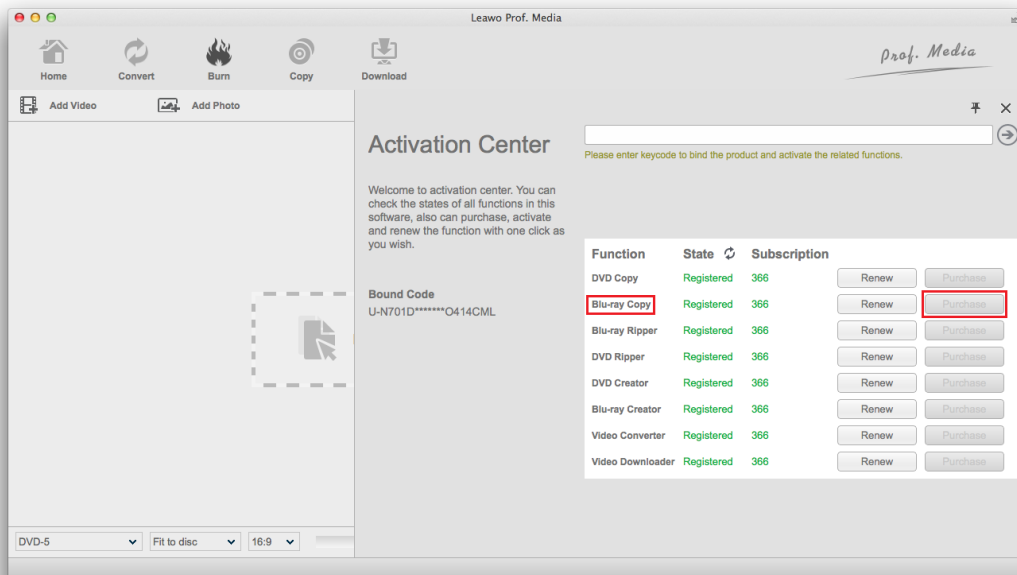 Leawo Prof. Media
Home Convert Burn Copy Download
Prof. Media
Add Video Add Photo
Activation Center
Welcome to activation center. You can
check the states of all functions in this
software, also can purchase, activate
and renew the function with one click as
you wish.
Bound Code
U-N701D*******O414CML
Please enter keycode to bind the product and activate the related functions.
Function State Subscription
DVD Copy Registered 366 Renew Purchase
Blu-ray Copy Registered 366 Renew Purchase
Blu-ray Ripper Registered 366 Renew Purchase
DVD Ripper Registered 366 Renew Purchase
DVD Creator Registered 366 Renew Purchase
Blu-ray Creator Registered 366 Renew Purchase
Video Converter Registered 366 Renew Purchase
Video Downloader Registered 366 Renew Purchase
DVD-5 Fit to disc 16:9